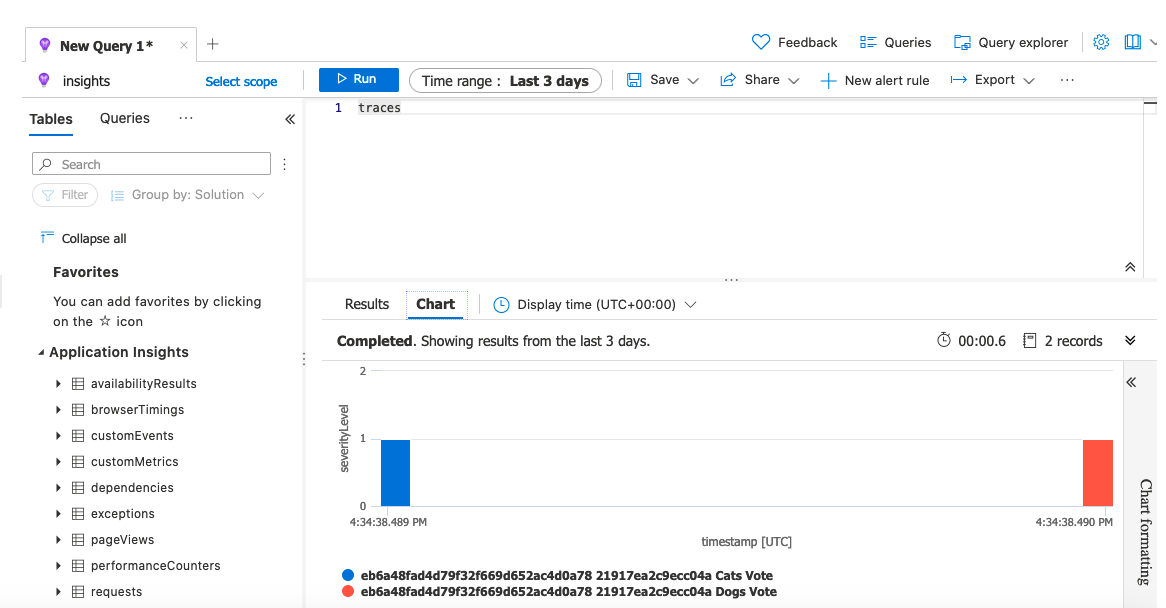 New Query 1*
Feedback
Queries
Query explorer
insights
Select scope
Run
Time range : Last 3 days
Save
Share
New alert rule
Export
Tables
Queries
1 traces
Search
Filter
Group by: Solution
Collapse all
Favorites
You can add favorites by clicking
on the ☆ icon
Application Insights
availabilityResults
browserTimings
customEvents
customMetrics
dependencies
exceptions
pageViews
performanceCounters
requests
Results
Chart
Display time (UTC+00:00)
Completed. Showing results from the last 3 days.
00:00.6
2 records
2
1
0
severityLevel
4:34:38.489 PM
4:34:38.490 PM
timestamp [UTC]
eb6a48fad4d79f32f669d652ac4d0a78 21917ea2c9ecc04a Cats Vote
eb6a48fad4d79f32f669d652ac4d0a78 21917ea2c9ecc04a Dogs Vote
Chart formatting